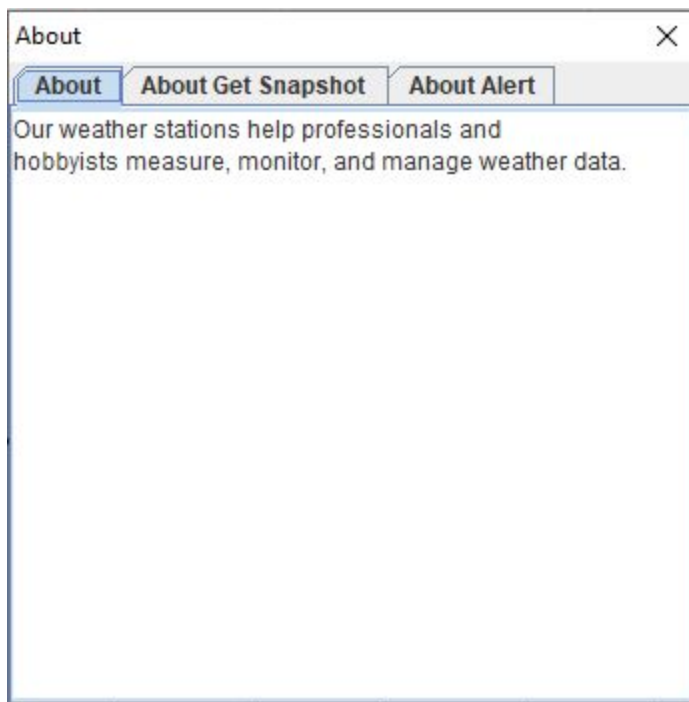 About
About About Get Snapshot About Alert
Our weather stations help professionals and
hobbyists measure, monitor, and manage weather data.